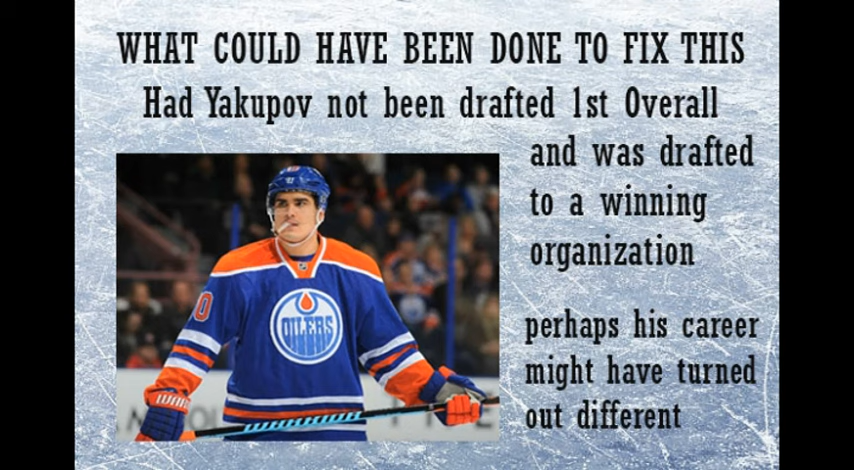 WHAT COULD HAVE BEEN DONE TO FIX THIS
Had Yakupov not been drafted 1st Overall
and was drafted
to a winning
organization
perhaps his career
might have turned
out different
OILERS